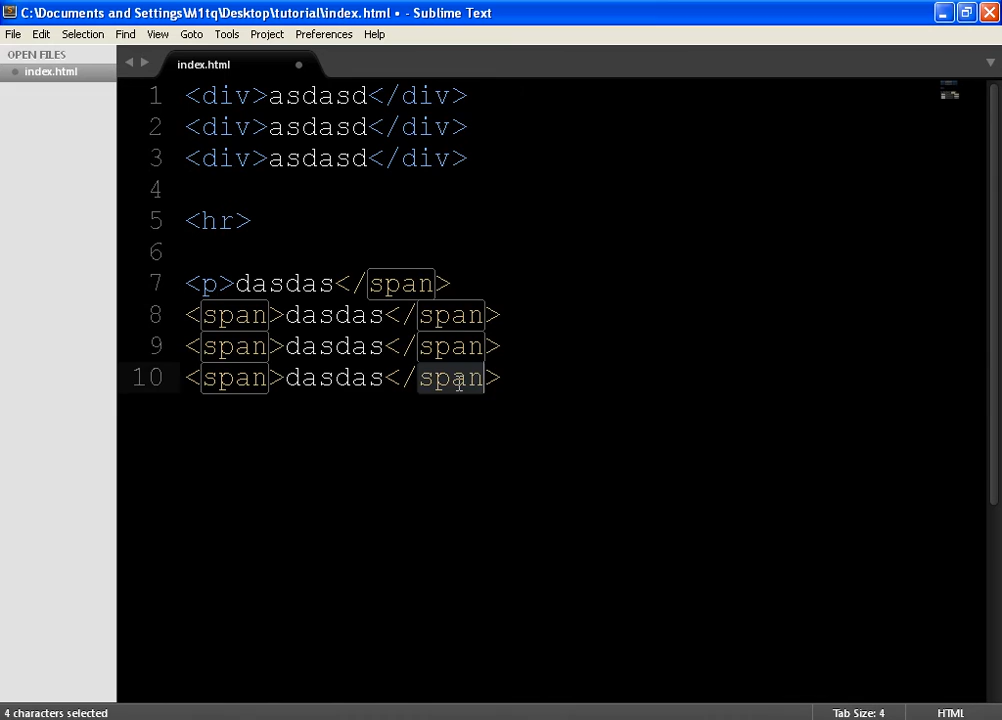 C:\Documents and Settings\M1tq\Desktop\tutorial\index.html • - Sublime Text
File Edit Selection Find View Goto Tools Project Preferences Help
OPEN FILES
index.html
index.html
1 <div>asdasd</div>
2 <div>asdasd</div>
3 <div>asdasd</div>
4
5 <hr>
6
7 <p>dasdas</span>
8 <span>dasdas</span>
9 <span>dasdas</span>
10 <span>dasdas</span>
4 characters selected Tab Size: 4 HTML